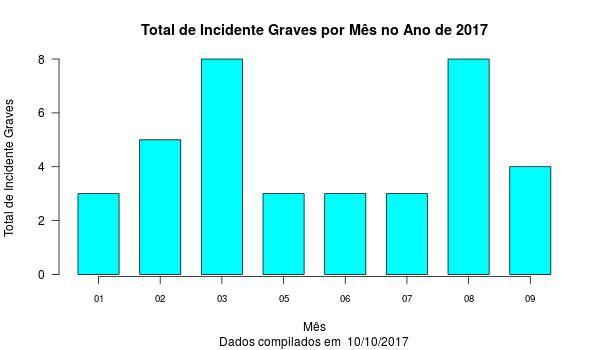 Total de Incidente Graves por Mês no Ano de 2017
Total de Incidente Graves
8
6
4
2
0
01 02 03 05 06 07 08 09
Mês
Dados compilados em 10/10/2017